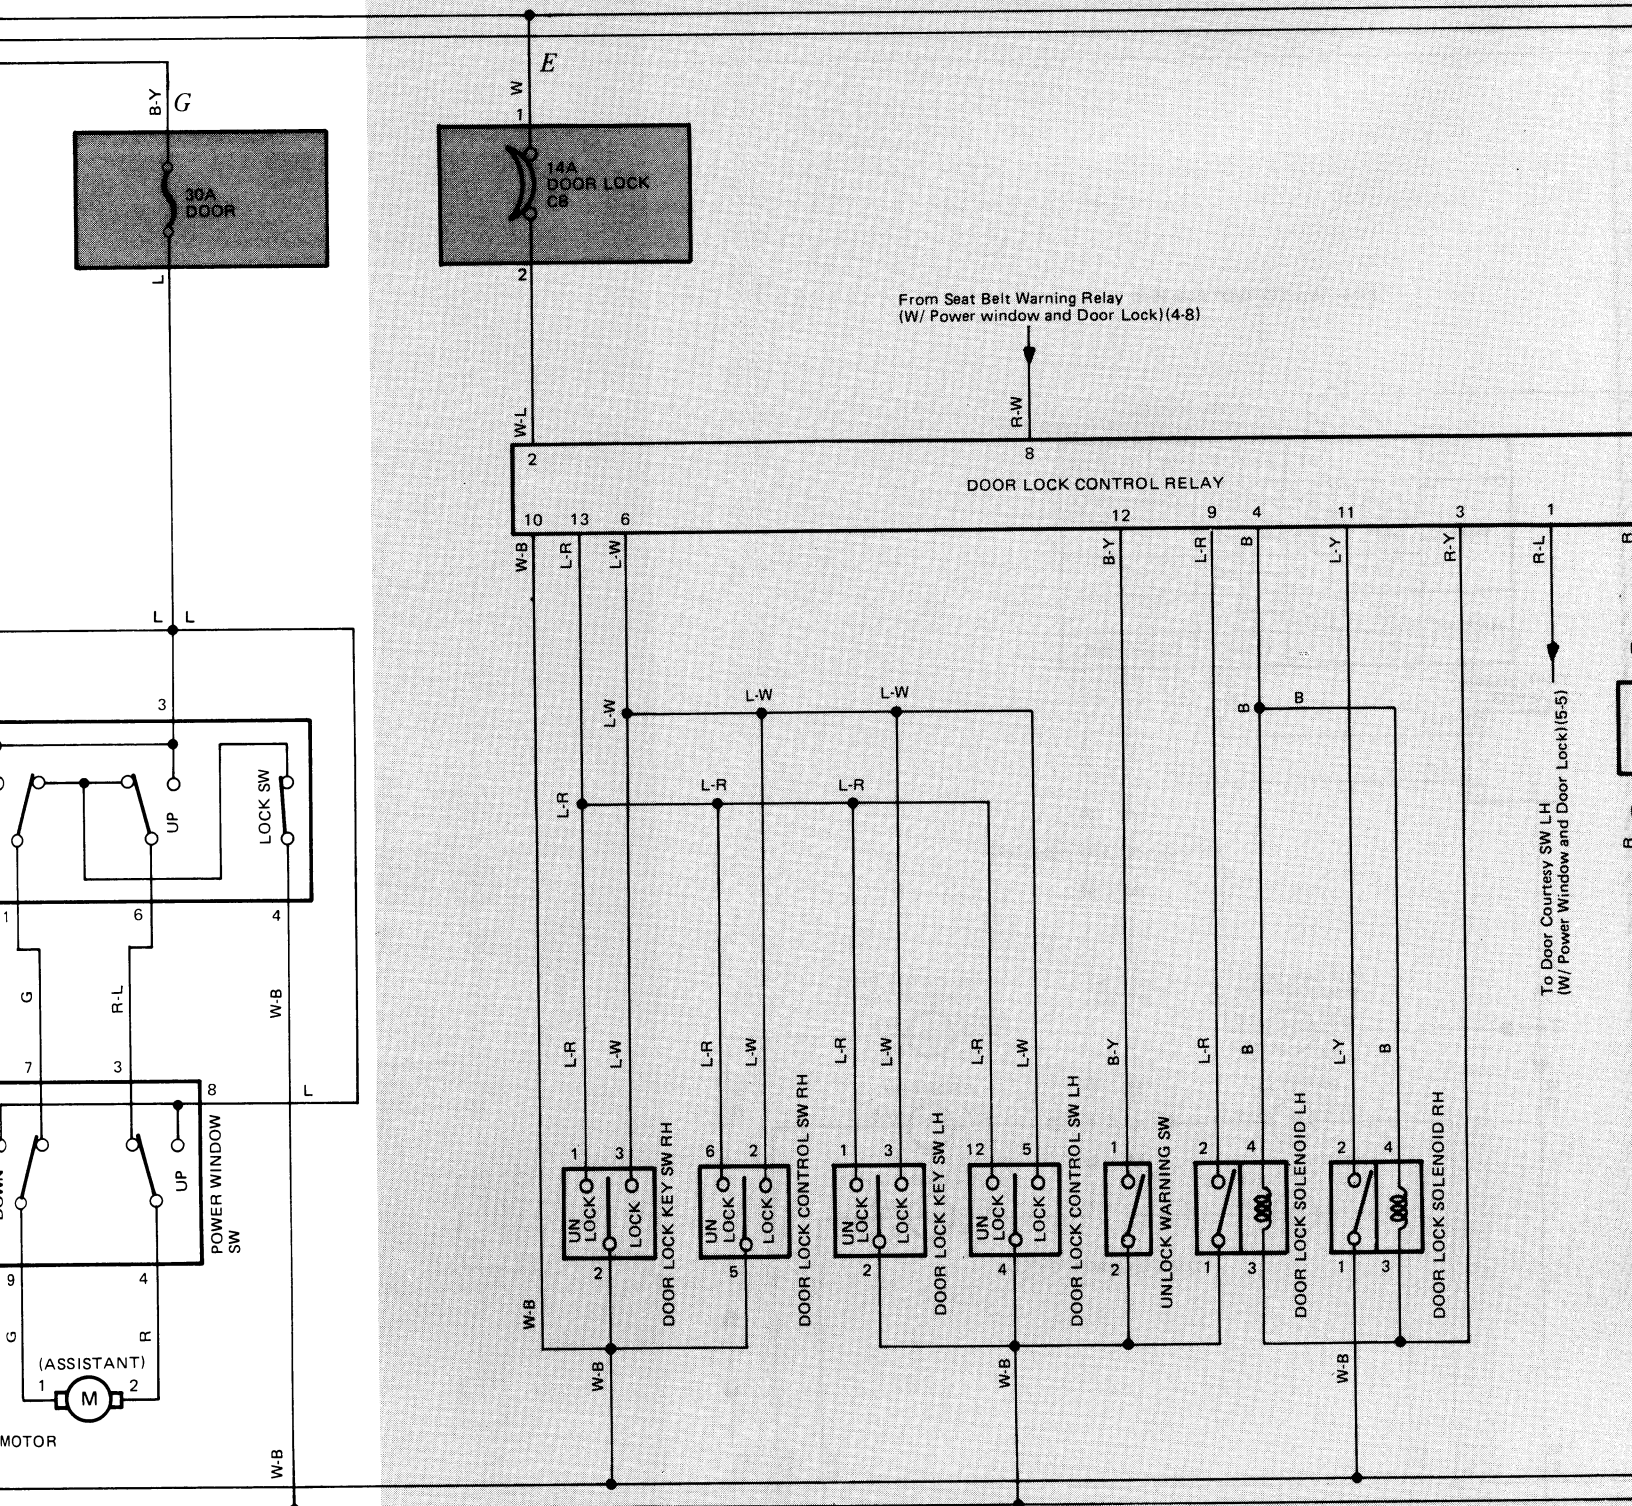 E
W
1
B-Y
G
30A
DOOR
14A
DOOR LOCK
CB
L
2
From Seat Belt Warning Relay
(W/ Power window and Door Lock)(4-8)
W-L
R-W
2
8
DOOR LOCK CONTROL RELAY
10 13 6 12 9 4 11 3 1
W-B L-R L-W B-Y L-R B L-Y R-Y R-L R
L L
L-W L-W L-W
B B
3
L-R L-R L-R
LOCK SW
UP
To Door Courtesy SW LH
(W/ Power Window and Door Lock)(5-5)
R
1 6 4
G R-L W-B
L-R L-W L-R L-W L-R L-W L-R L-W B-Y L-R B L-Y B
7 3
8 L
1 3 6 2 1 3 12 5 1 2 4 2 4
DOWN
UP
POWER WINDOW
SW
UN
LOCK
LOCK
DOOR LOCK KEY SW RH
UN
LOCK
LOCK
DOOR LOCK CONTROL SW RH
UN
LOCK
LOCK
DOOR LOCK KEY SW LH
UN
LOCK
LOCK
DOOR LOCK CONTROL SW LH
UNLOCK WARNING SW
DOOR LOCK SOLENOID LH
DOOR LOCK SOLENOID RH
9 4
2 5 2 4 2 1 3 1 3
G R
W-B
(ASSISTANT)
1 M 2
W-B W-B W-B
MOTOR
W-B